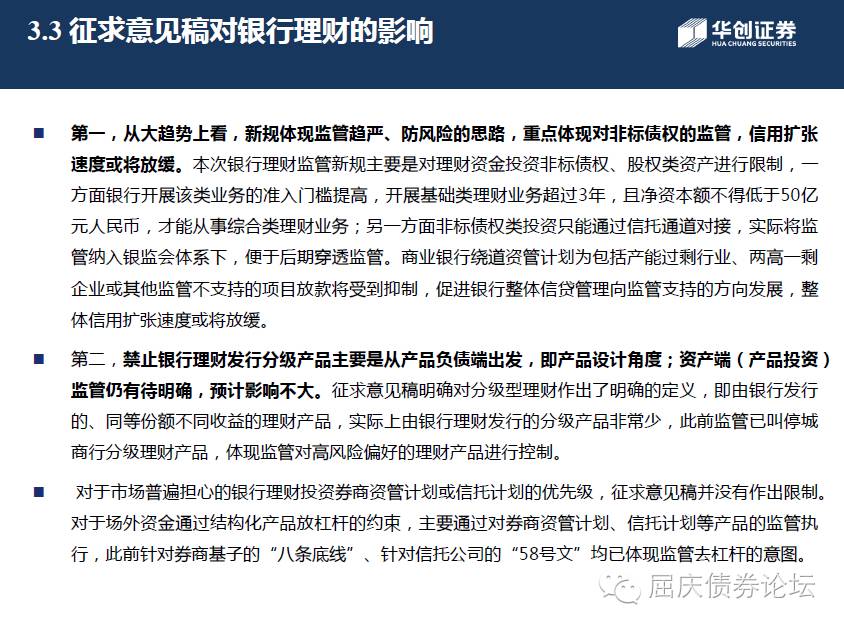 3.3 征求意见稿对银行理财的影响
华创证券
HUA CHUANG SECURITIES
第一，从大趋势上看，新规体现监管趋严、防风险的思路，重点体现对非标债权的监管，信用扩张
速度或将放缓。本次银行理财监管新规主要是对理财资金投资非标债权、股权类资产进行限制，一
方面银行开展该类业务的准入门槛提高，开展基础类理财业务超过3年，且净资本额不得低于50亿
元人民币，才能从事综合类理财业务；另一方面非标债权类投资只能通过信托通道对接，实际将监
管纳入银监会体系下，便于后期穿透监管。商业银行绕道资管计划为包括产能过剩行业、两高一剩
企业或其他监管不支持的项目放款将受到抑制，促进银行整体信贷管理向监管支持的方向发展，整
体信用扩张速度或将放缓。
第二，禁止银行理财发行分级产品主要是从产品负债端出发，即产品设计角度；资产端（产品投资）
监管仍有待明确，预计影响不大。征求意见稿明确对分级型理财作出了明确的定义，即由银行发行
的、同等份额不同收益的理财产品，实际上由银行理财发行的分级产品非常少，此前监管已叫停城
商行分级理财产品，体现监管对高风险偏好的理财产品进行控制。
对于市场普遍担心的银行理财投资券商资管计划或信托计划的优先级，征求意见稿并没有作出限制。
对于场外资金通过结构化产品放杠杆的约束，主要通过对券商资管计划、信托计划等产品的监管执
行，此前针对券商基子的“八条底线”、针对信托公司的“58号文”均已体现监管去杠杆的意图。
屈庆债券论坛